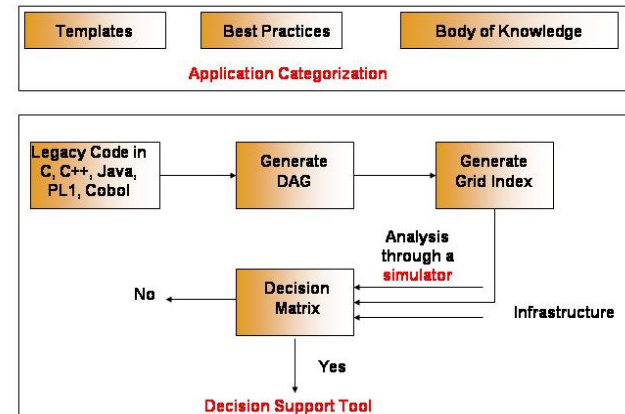 Templates
Best Practices
Body of Knowledge
Application Categorization
Legacy Code in
C, C++, Java,
PL1, Cobol
Generate
DAG
Generate
Grid Index
Analysis
through a
simulator
No
Decision
Matrix
Infrastructure
Yes
Decision Support Tool